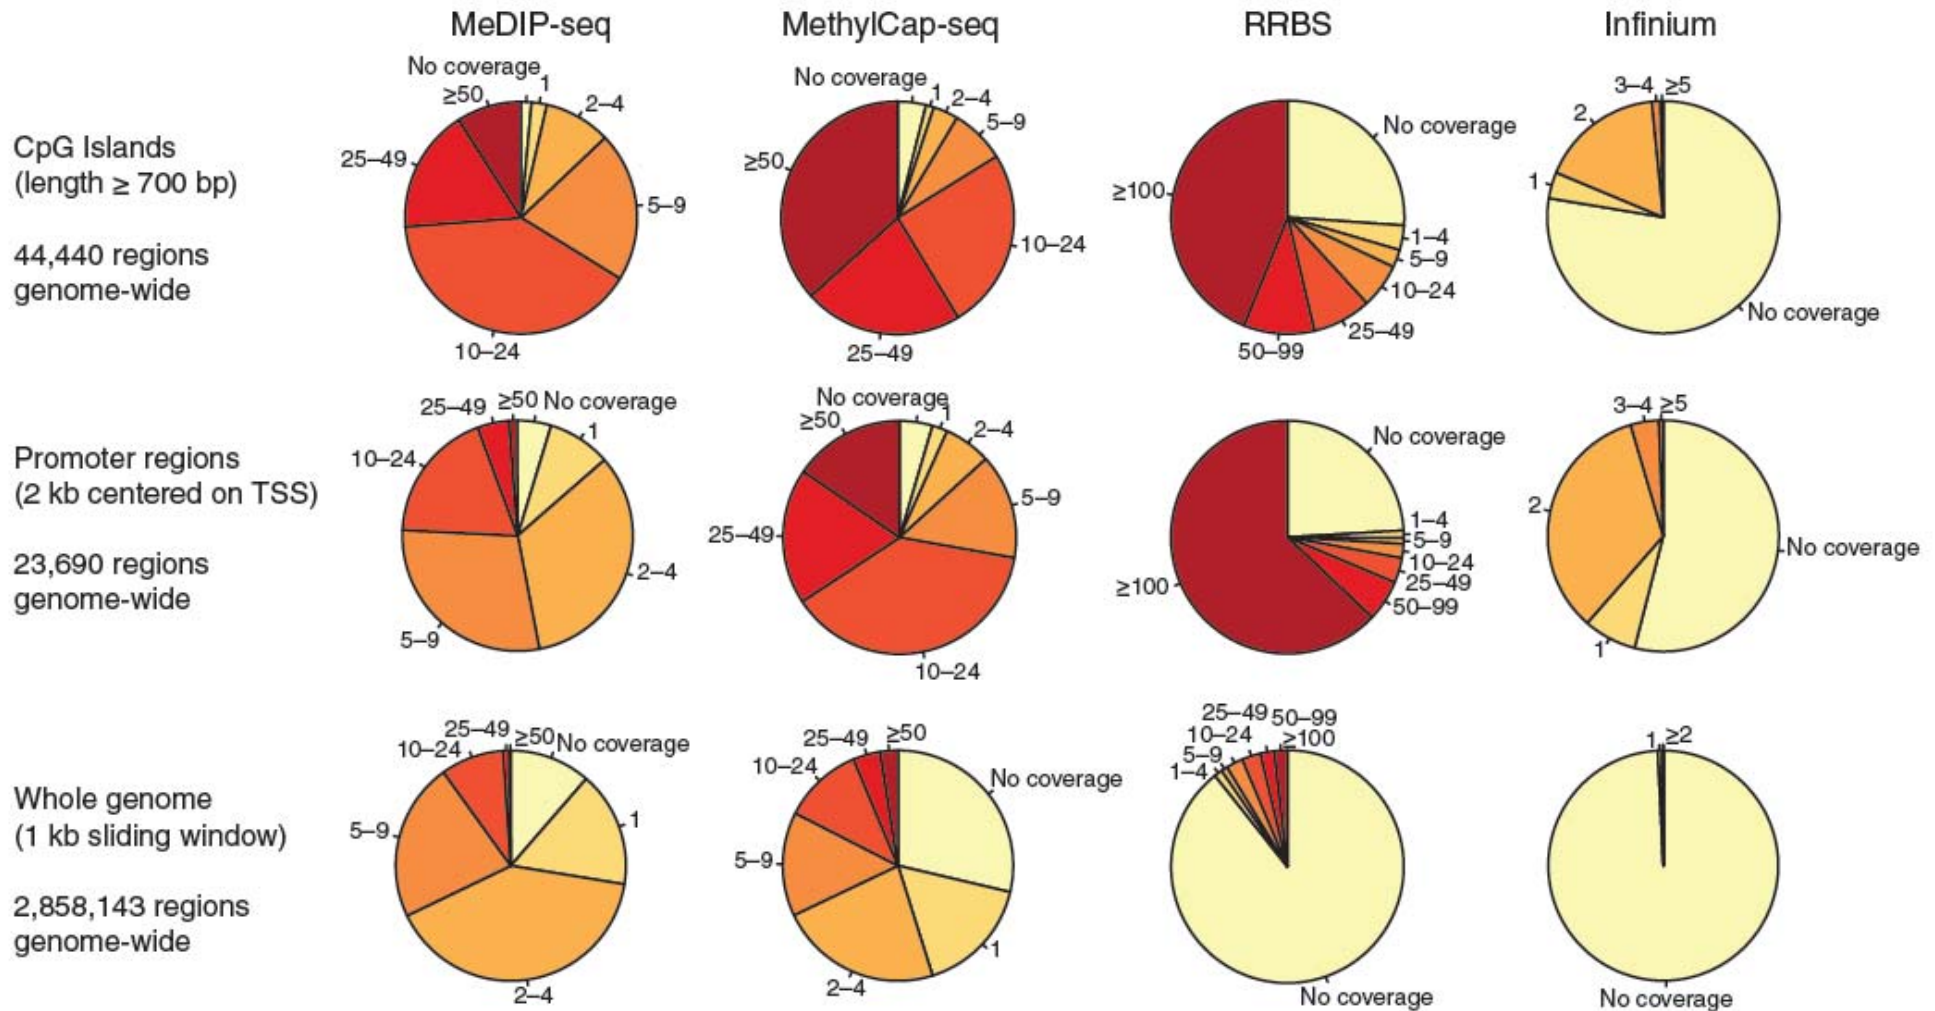 MeDIP-seq
MethylCap-seq
RRBS
Infinium
CpG Islands
(length ≥ 700 bp)
44,440 regions
genome-wide
No coverage
1
2–4
5–9
10–24
25–49
≥50
No coverage
1
2–4
5–9
10–24
25–49
≥50
No coverage
1–4
5–9
10–24
25–49
50–99
≥100
No coverage
1
2
3–4
≥5
Promoter regions
(2 kb centered on TSS)
23,690 regions
genome-wide
No coverage
1
2–4
5–9
10–24
25–49
≥50
No coverage
1
2–4
5–9
10–24
25–49
≥50
No coverage
1–4
5–9
10–24
25–49
50–99
≥100
No coverage
1
2
3–4
≥5
Whole genome
(1 kb sliding window)
2,858,143 regions
genome-wide
No coverage
1
2–4
5–9
10–24
25–49
≥50
No coverage
1
2–4
5–9
10–24
25–49
≥50
No coverage
1–4
5–9
10–24
25–49
50–99
≥100
No coverage
1
≥2